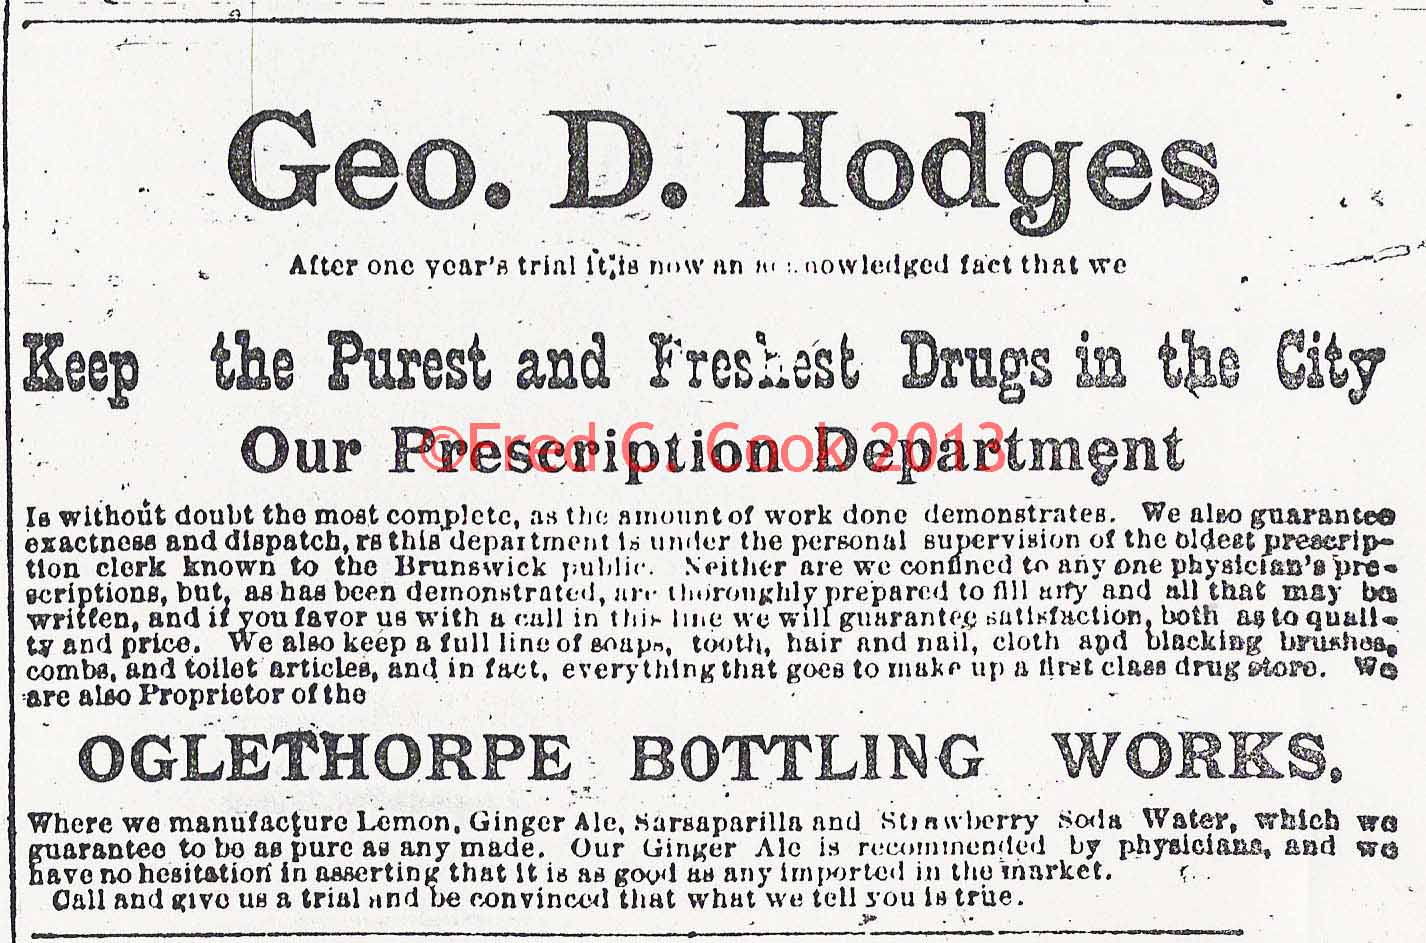 Geo. D. Hodges
After one year's trial it is now an acknowledged fact that we
Keep the Purest and Freshest Drugs in the City
Our Prescription Department
©Fred C. Cook 2013
Is without doubt the most complete, as the amount of work done demonstrates. We also guarantee
exactness and dispatch, rs this department is under the personal supervision of the oldest prescrip-
tion clerk known to the Brunswick public. Neither are we confined to any one physician's pre-
scriptions, but, as has been demonstrated, are thoroughly prepared to fill any and all that may be
written, and if you favor us with a call in this line we will guarantee satisfaction, both as to quali-
ty and price. We also keep a full line of soaps, tooth, hair and nail, cloth and blacking brushes,
combs, and toilet articles, and in fact, everything that goes to make up a first class drug store. We
are also Proprietor of the
OGLETHORPE BOTTLING WORKS.
Where we manufacture Lemon, Ginger Ale, Sarsaparilla and Strawberry Soda Water, which we
guarantee to be as pure as any made. Our Ginger Ale is recommended by physicians, and we
have no hesitation in asserting that it is as good as any imported in the market.
Call and give us a trial and be convinced that what we tell you is true.